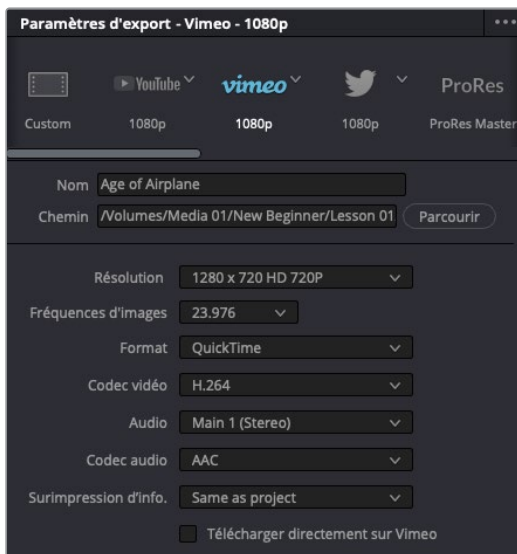 Paramètres d'export - Vimeo - 1080p
YouTube vimeo ProRes
Custom 1080p 1080p 1080p ProRes Master
Nom Age of Airplane
Chemin /Volumes/Media 01/New Beginner/Lesson 01 Parcourir
Résolution 1280 x 720 HD 720P
Fréquences d'images 23.976
Format QuickTime
Codec vidéo H.264
Audio Main 1 (Stereo)
Codec audio AAC
Surimpression d'info. Same as project
Télécharger directement sur Vimeo